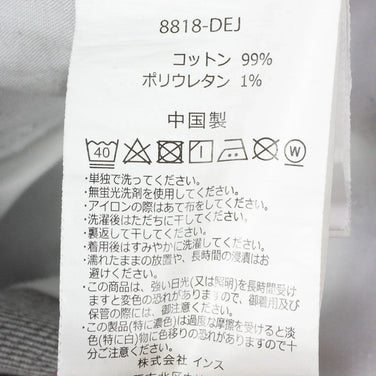 8818-DEJ
コットン 99%
ポリウレタン 1%
中国製
40 W
・単独で洗ってください。
・無蛍光洗剤を使用してください。
・アイロンの際はあて布をしてください。
・洗濯後はただちに干してください。
・裏返して干してください。
・着用後はすみやかに洗濯してください。
・濡れたままの放置や、長時間の浸漬はお
避けください。
・この商品は、強い日光(又は照明)を長時間受け
ますと変色の恐れがありますので、御着用及び
保管の際には、御注意ください。
・この製品(特に濃色)は過度な摩擦を受けると淡
色(特に白)物に色移りの恐れがありますので十
分ご注意ください。
株式会社 インス